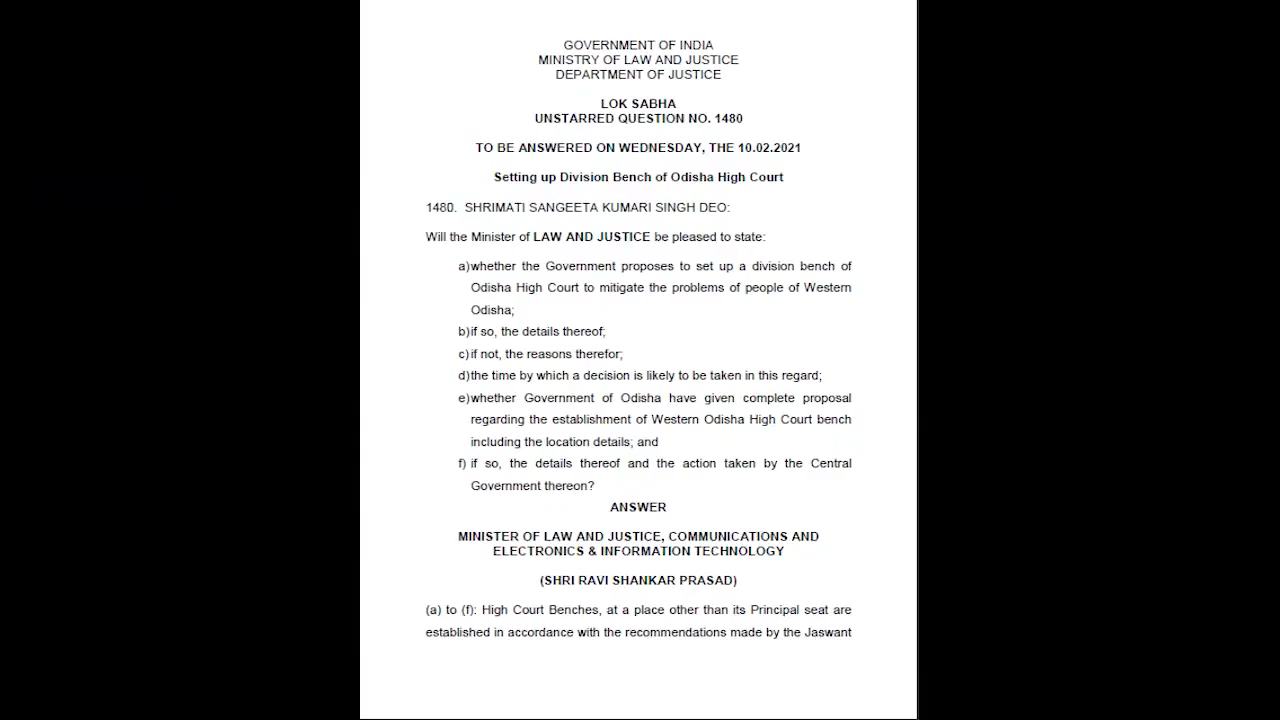 GOVERNMENT OF INDIA
MINISTRY OF LAW AND JUSTICE
DEPARTMENT OF JUSTICE
LOK SABHA
UNSTARRED QUESTION NO. 1480
TO BE ANSWERED ON WEDNESDAY, THE 10.02.2021
Setting up Division Bench of Odisha High Court
1480. SHRIMATI SANGEETA KUMARI SINGH DEO:
Will the Minister of LAW AND JUSTICE be pleased to state:
a)whether the Government proposes to set up a division bench of
Odisha High Court to mitigate the problems of people of Western
Odisha;
b)if so, the details thereof;
c)if not, the reasons therefor;
d)the time by which a decision is likely to be taken in this regard;
e)whether Government of Odisha have given complete proposal
regarding the establishment of Western Odisha High Court bench
including the location details; and
f) if so, the details thereof and the action taken by the Central
Government thereon?
ANSWER
MINISTER OF LAW AND JUSTICE, COMMUNICATIONS AND
ELECTRONICS & INFORMATION TECHNOLOGY
(SHRI RAVI SHANKAR PRASAD)
(a) to (f): High Court Benches, at a place other than its Principal seat are
established in accordance with the recommendations made by the Jaswant